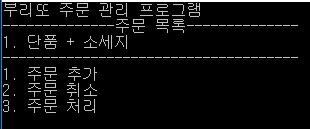 부리또 주문 관리 프로그램
---------------주문 목록---------------
1. 단품 + 소세지
---------------------------------------
1. 주문 추가
2. 주문 취소
3. 주문 처리